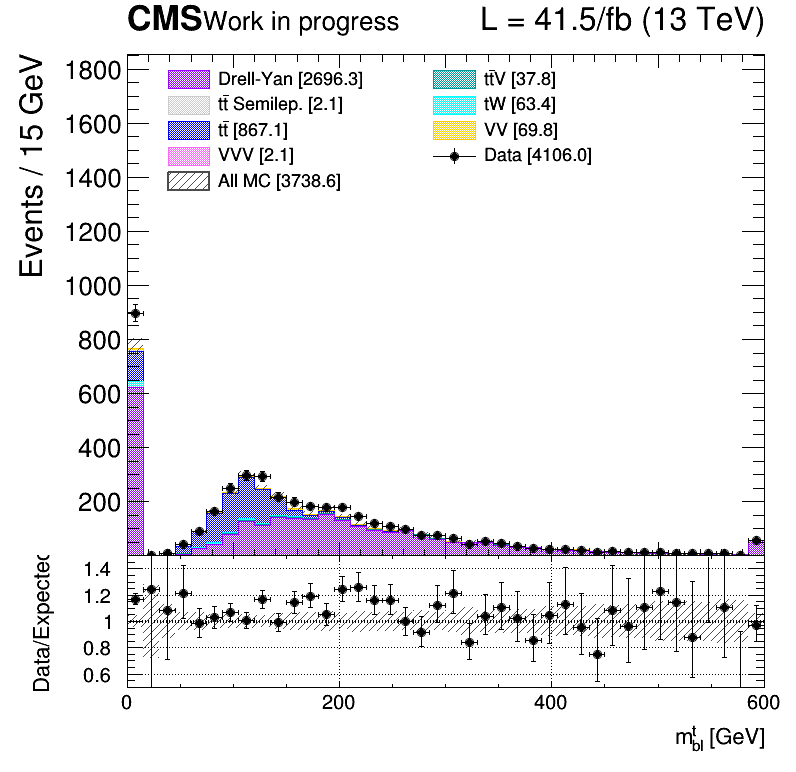 CMS Work in progress L = 41.5/fb (13 TeV)
Events / 15 GeV
1800
1600
1400
1200
1000
800
600
400
200
Drell-Yan [2696.3]
tt̄ Semilep. [2.1]
tt̄ [867.1]
VVV [2.1]
All MC [3738.6]
tt̄V [37.8]
tW [63.4]
VV [69.8]
Data [4106.0]
Data/Expected
1.4
1.2
1
0.8
0.6
0 200 400 600
m^t_bl [GeV]